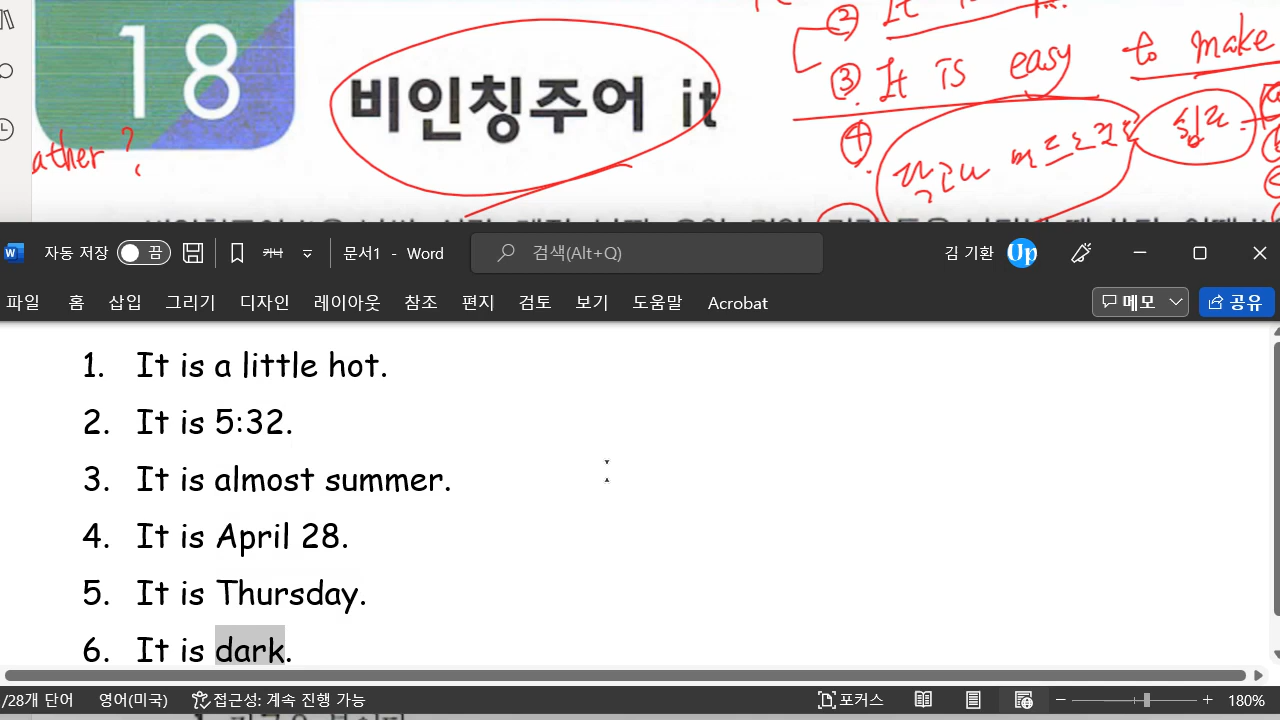 ② It
18 비인칭주어 it
③ It is easy to make
ather?
④
자동 저장 끔 문서1 - Word 검색(Alt+Q) 김 기환
파일 홈 삽입 그리기 디자인 레이아웃 참조 편지 검토 보기 도움말 Acrobat 메모 공유
1. It is a little hot.
2. It is 5:32.
3. It is almost summer.
4. It is April 28.
5. It is Thursday.
6. It is dark.
/28개 단어 영어(미국) 접근성: 계속 진행 가능 포커스 180%